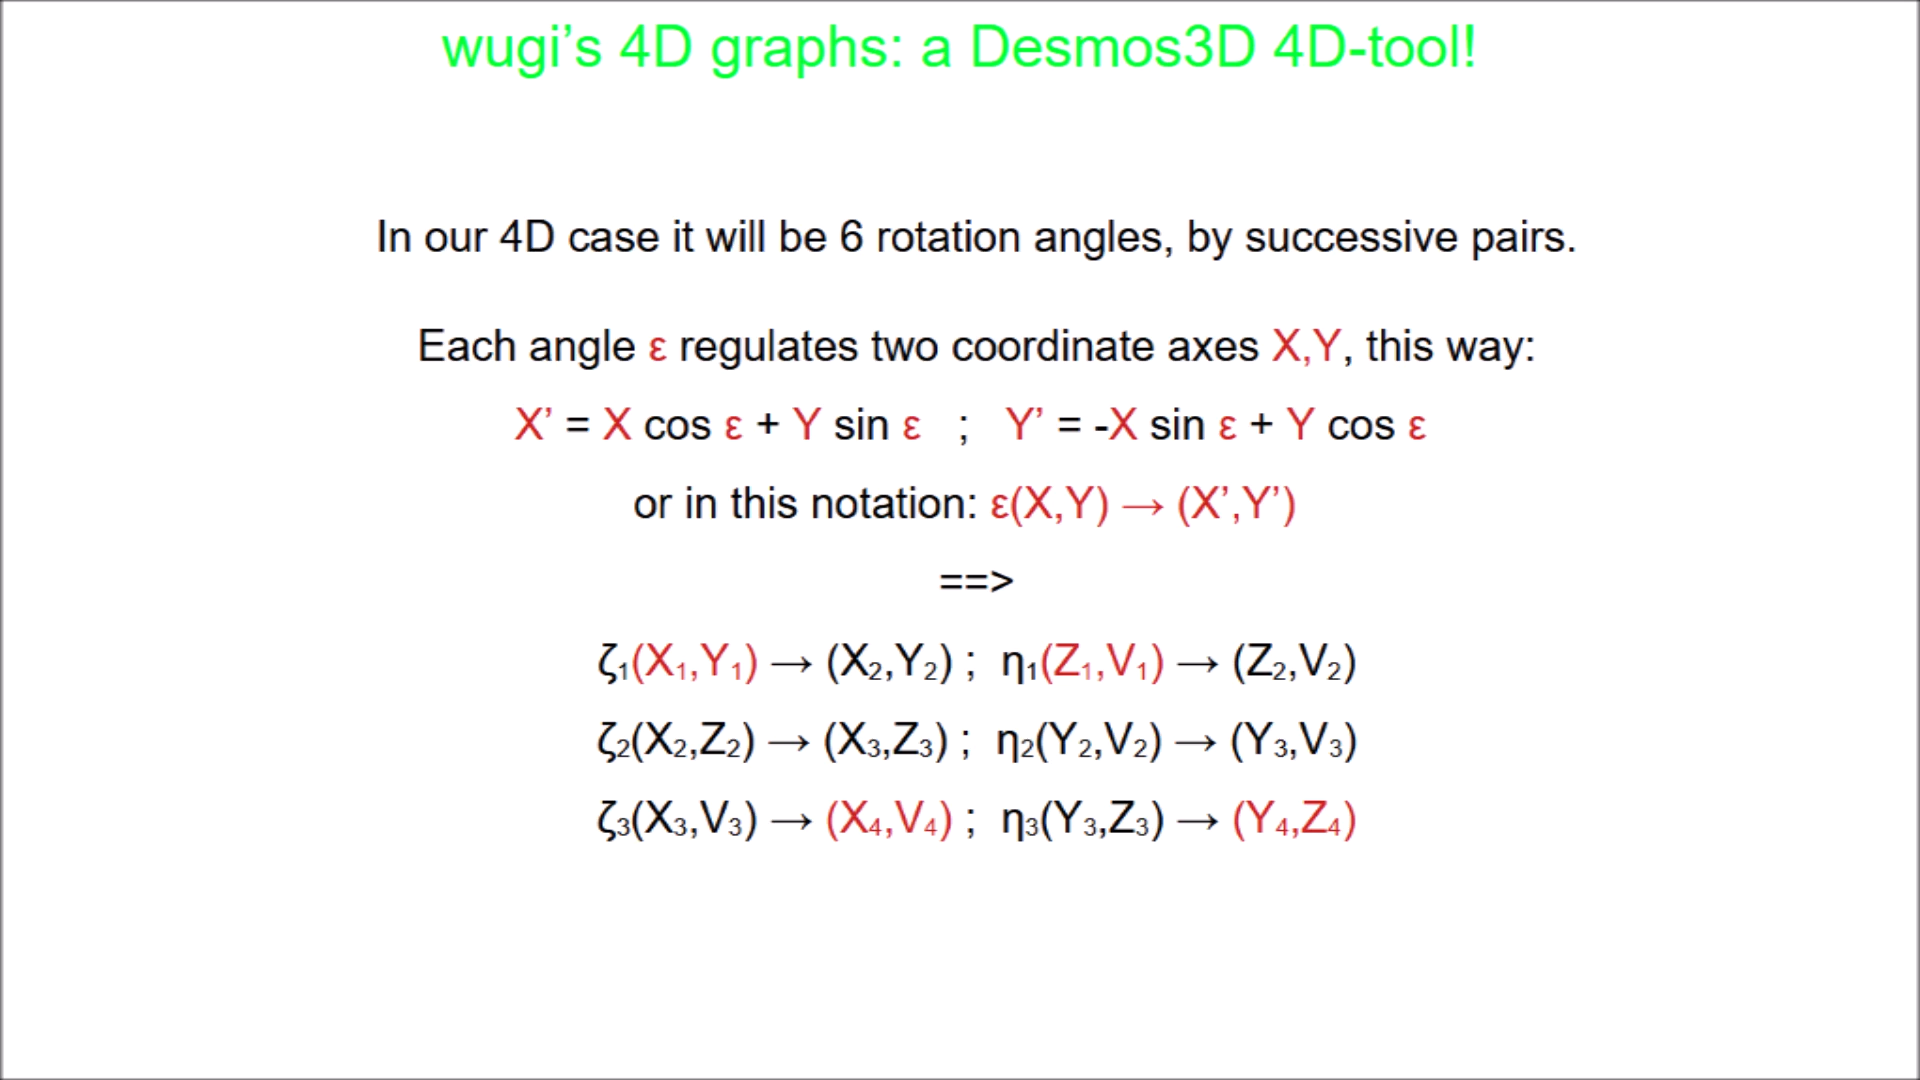 wugi’s 4D graphs: a Desmos3D 4D-tool!
In our 4D case it will be 6 rotation angles, by successive pairs.
Each angle ε regulates two coordinate axes X,Y, this way:
X’ = X cos ε + Y sin ε ; Y’ = -X sin ε + Y cos ε
or in this notation: ε(X,Y) → (X’,Y’)
==>
ζ₁(X₁,Y₁) → (X₂,Y₂) ; η₁(Z₁,V₁) → (Z₂,V₂)
ζ₂(X₂,Z₂) → (X₃,Z₃) ; η₂(Y₂,V₂) → (Y₃,V₃)
ζ₃(X₃,V₃) → (X₄,V₄) ; η₃(Y₃,Z₃) → (Y₄,Z₄)